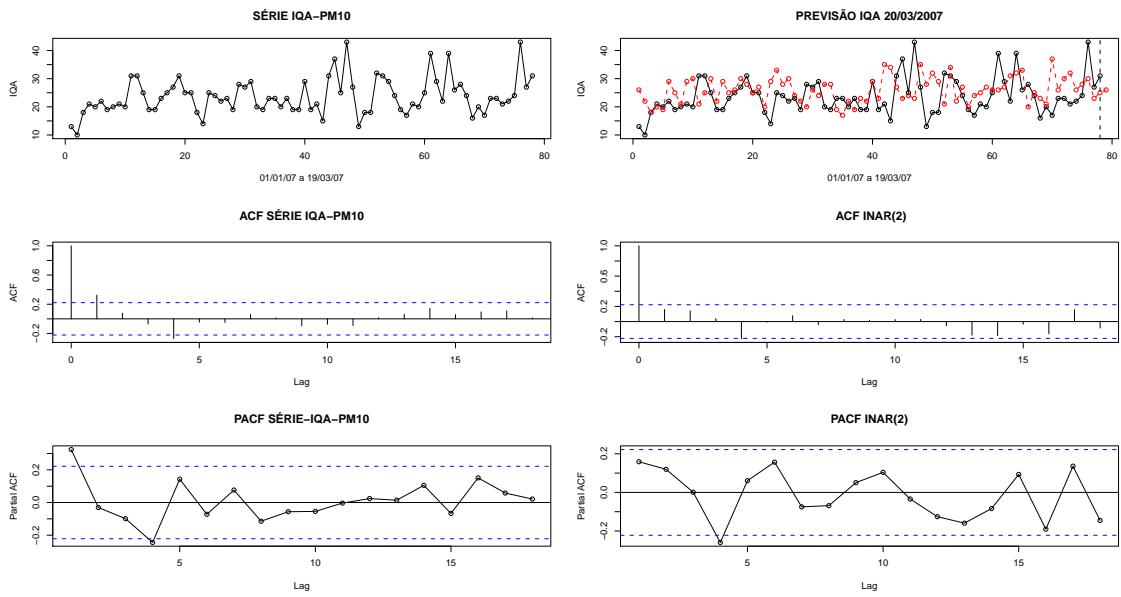 SÉRIE IQA−PM10
IQA
10 20 30 40
0 20 40 60 80
01/01/07 a 19/03/07
PREVISÃO IQA 20/03/2007
IQA
10 20 30 40
0 20 40 60 80
01/01/07 a 19/03/07
ACF SÉRIE IQA−PM10
ACF
−0.2 0.2 0.6 1.0
0 5 10 15
Lag
ACF INAR(2)
ACF
−0.2 0.2 0.6 1.0
0 5 10 15
Lag
PACF SÉRIE−IQA−PM10
Partial ACF
−0.2 0.0 0.2
5 10 15
Lag
PACF INAR(2)
Partial ACF
−0.2 0.0 0.2
5 10 15
Lag